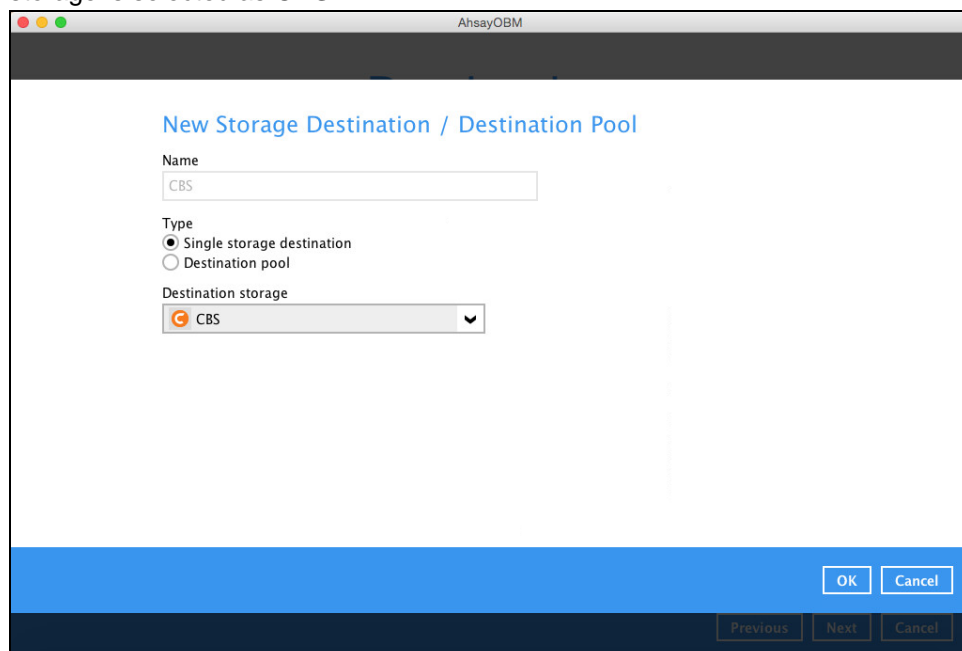 AhsayOBM
New Storage Destination / Destination Pool
Name
CBS
Type
Single storage destination
Destination pool
Destination storage
CBS
OK Cancel
Previous Next Cancel